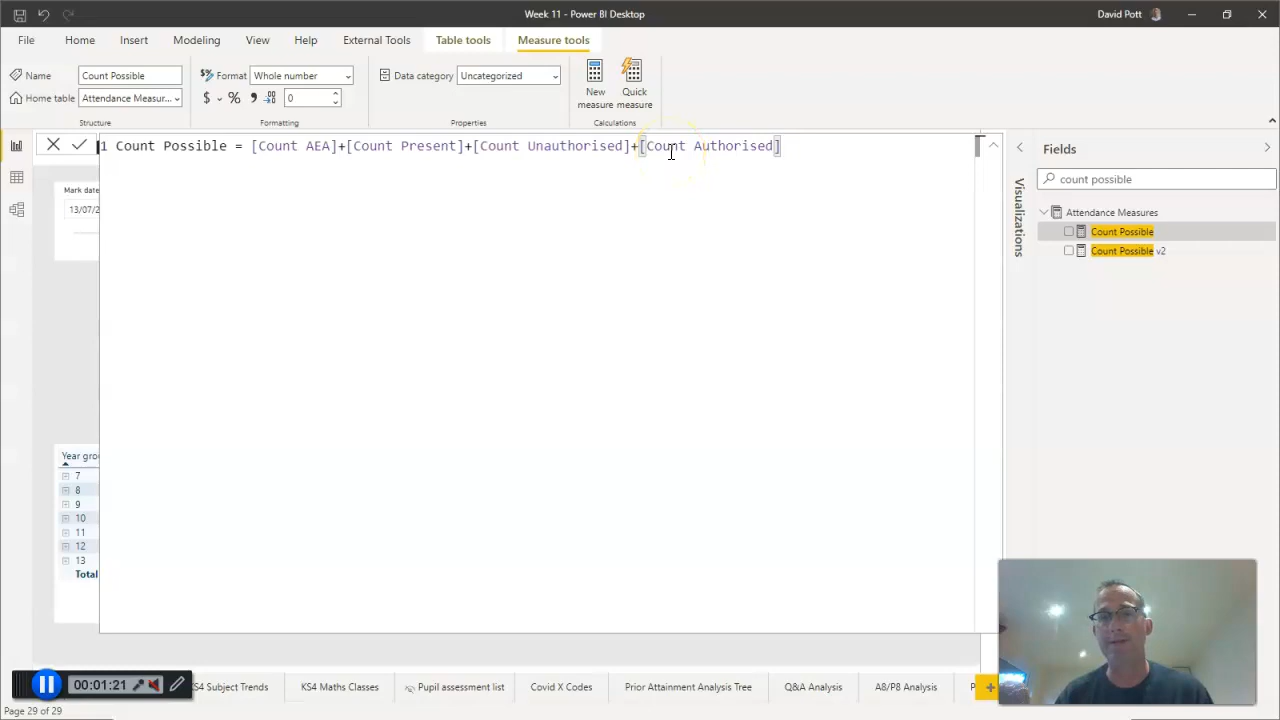 Week 11 - Power BI Desktop
David Pott
File
Home
Insert
Modeling
View
Help
External Tools
Table tools
Measure tools
Name
Count Possible
Home table
Attendance Measur...
Structure
Format
Whole number
$
%
0
Formatting
Data category
Uncategorized
Properties
New
measure
Quick
measure
Calculations
1 Count Possible = [Count AEA]+[Count Present]+[Count Unauthorised]+[Count Authorised]
Mark date
13/07/2
Year grou
7
8
9
10
11
12
13
Total
Visualizations
Fields
count possible
Attendance Measures
Count Possible
Count Possible v2
00:01:21
KS4 Subject Trends
KS4 Maths Classes
Pupil assessment list
Covid X Codes
Prior Attainment Analysis Tree
Q&A Analysis
A8/P8 Analysis
Page 29 of 29